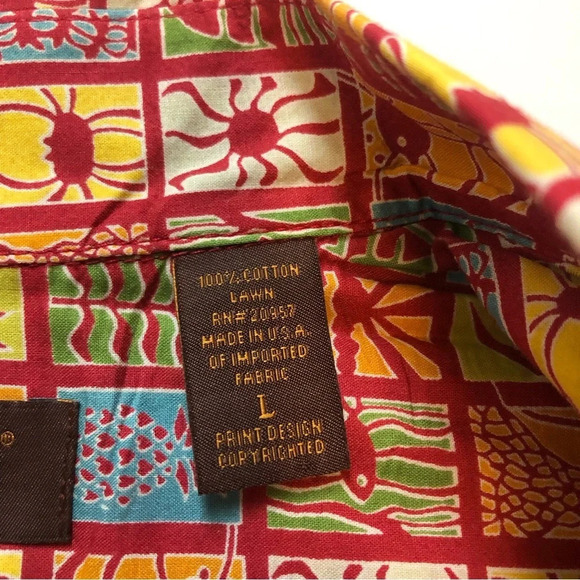 100% COTTON
LAWN
RN#20957
MADE IN U.S.A.
OF IMPORTED
FABRIC
L
PRINT DESIGN
COPYRIGHTED
®